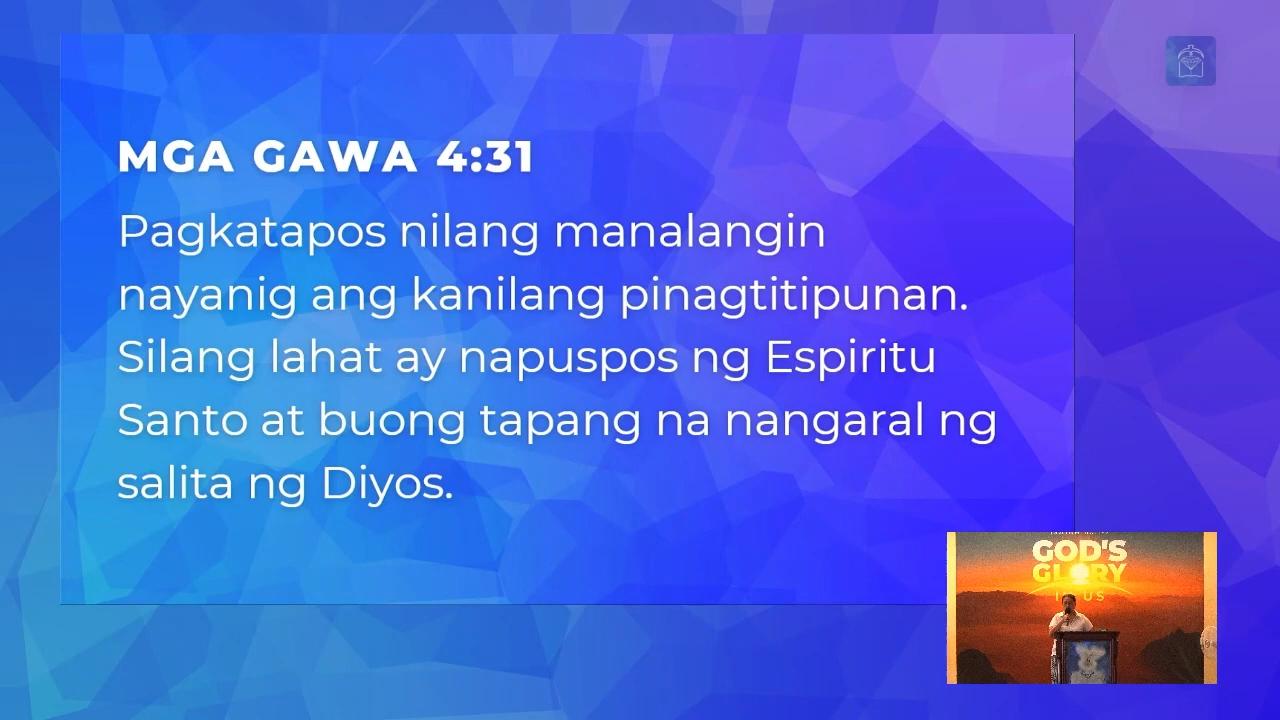 MGA GAWA 4:31
Pagkatapos nilang manalangin
nayanig ang kanilang pinagtitipunan.
Silang lahat ay napuspos ng Espiritu
Santo at buong tapang na nangaral ng
salita ng Diyos.
GOD'S
GLORY